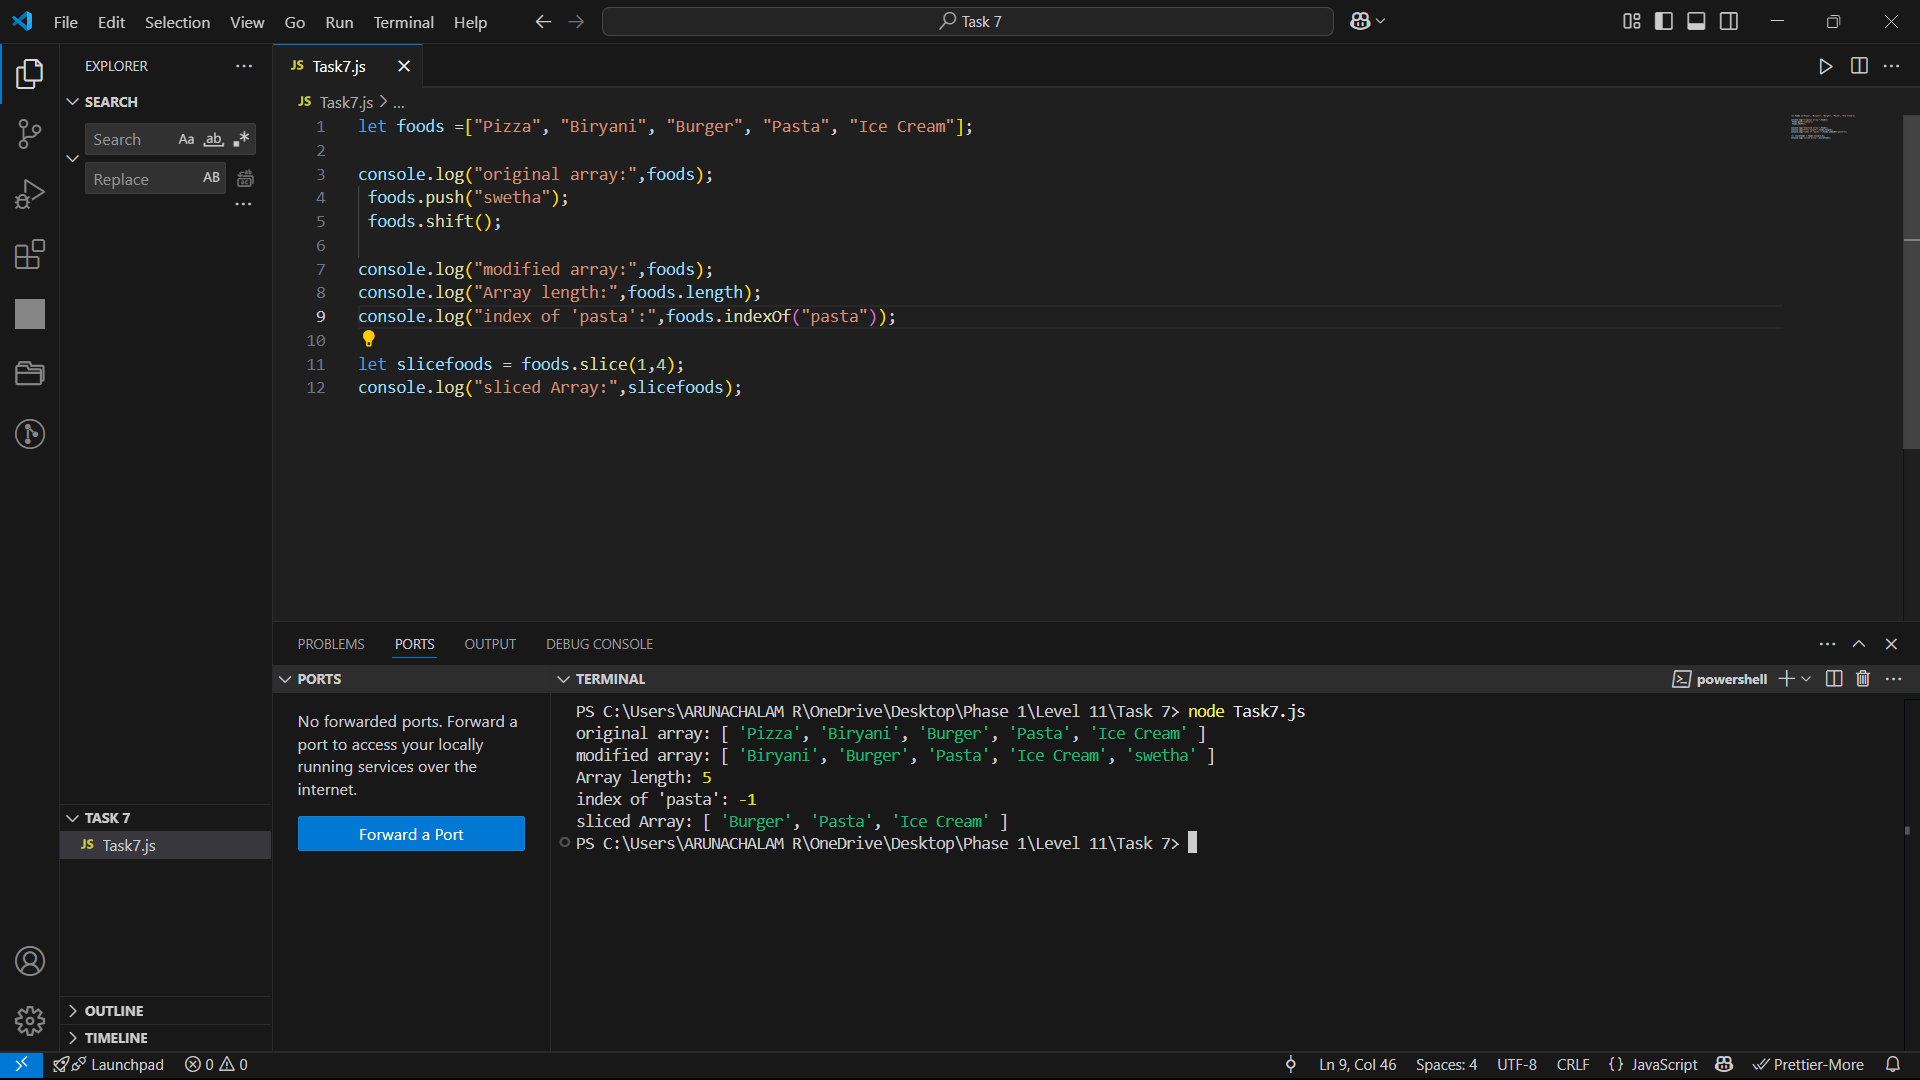 File Edit Selection View Go Run Terminal Help
Task 7
EXPLORER
SEARCH
Search Aa ab
Replace AB
TASK 7
JS Task7.js
OUTLINE
TIMELINE
JS Task7.js
JS Task7.js > ...
1 let foods =["Pizza", "Biryani", "Burger", "Pasta", "Ice Cream"];
2
3 console.log("original array:",foods);
4 foods.push("swetha");
5 foods.shift();
6
7 console.log("modified array:",foods);
8 console.log("Array length:",foods.length);
9 console.log("index of 'pasta':",foods.indexOf("pasta"));
10
11 let slicefoods = foods.slice(1,4);
12 console.log("sliced Array:",slicefoods);
PROBLEMS PORTS OUTPUT DEBUG CONSOLE
PORTS
No forwarded ports. Forward a
port to access your locally
running services over the
internet.
Forward a Port
TERMINAL
powershell
PS C:\Users\ARUNACHALAM R\OneDrive\Desktop\Phase 1\Level 11\Task 7> node Task7.js
original array: [ 'Pizza', 'Biryani', 'Burger', 'Pasta', 'Ice Cream' ]
modified array: [ 'Biryani', 'Burger', 'Pasta', 'Ice Cream', 'swetha' ]
Array length: 5
index of 'pasta': -1
sliced Array: [ 'Burger', 'Pasta', 'Ice Cream' ]
PS C:\Users\ARUNACHALAM R\OneDrive\Desktop\Phase 1\Level 11\Task 7>
Launchpad 0 0
Ln 9, Col 46 Spaces: 4 UTF-8 CRLF {} JavaScript Prettier-More